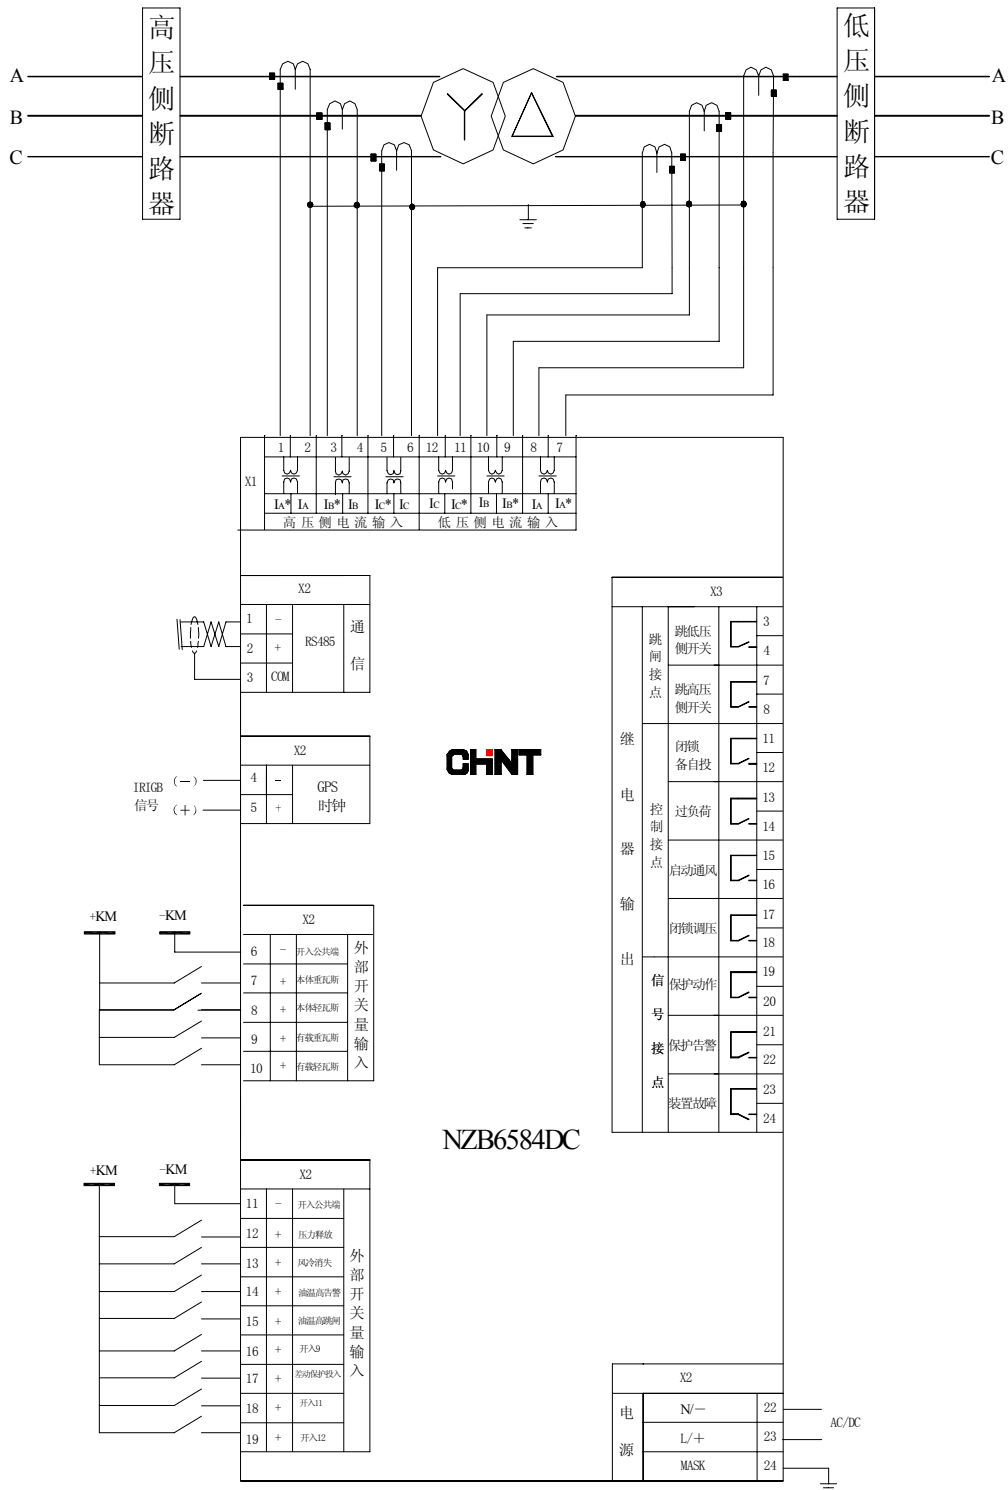 高压侧断路器
低压侧断路器
A
A
B
B
C
C
X1
1 2 3 4 5 6 12 11 10 9 8 7
IA* IA IB* IB IC* IC IC IC* IB IB* IA IA*
高压侧电流输入
低压侧电流输入
X2
1 −
2 +
3 COM
RS485
通信
X2
IRIGB (−)
信号 (+)
4 −
5 +
GPS
时钟
CHNT
+KM
-KM
X2
6 − 开入公共端
7 + 本体重瓦斯
8 + 本体轻瓦斯
9 + 有载重瓦斯
10 + 有载轻瓦斯
外部开关量输入
NZB6584DC
+KM
-KM
X2
11 − 开入公共端
12 + 压力释放
13 + 风冷消失
14 + 油温高告警
15 + 油温高跳闸
16 + 开入9
17 + 差动保护投入
18 + 开入11
19 + 开入12
外部开关量输入
X3
继电器输出
跳闸接点
跳低压
侧开关
3
4
跳高压
侧开关
7
8
控制接点
闭锁
备自投
11
12
过负荷
13
14
启动通风
15
16
闭锁调压
17
18
信号接点
保护动作
19
20
保护告警
21
22
装置故障
23
24
X2
电源
N/− 22
L/+ 23
MASK 24
AC/DC